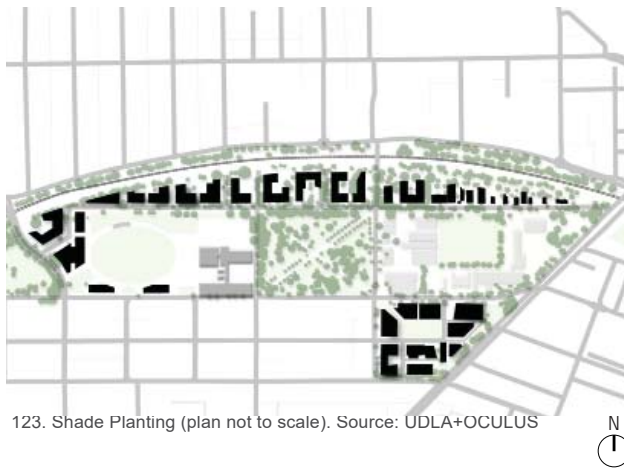 123. Shade Planting (plan not to scale). Source: UDLA+OCULUS
N